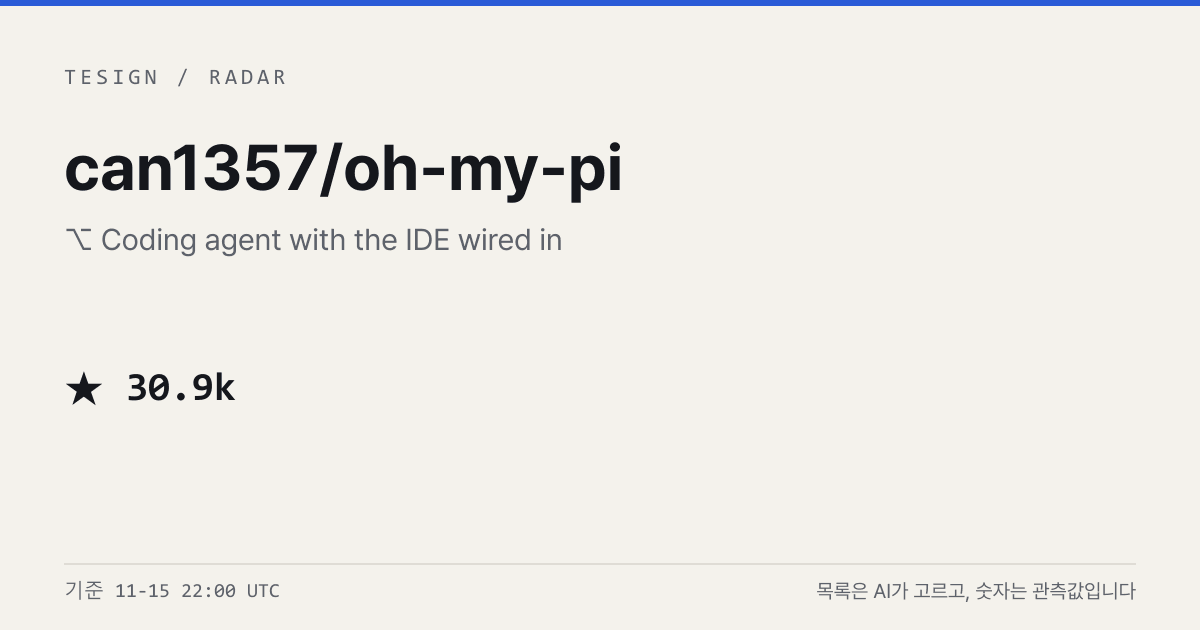 TESIGN / RADAR
can1357/oh-my-pi
⌥ Coding agent with the IDE wired in
★ 30.9k
기준 11-15 22:00 UTC
목록은 AI가 고르고, 숫자는 관측값입니다